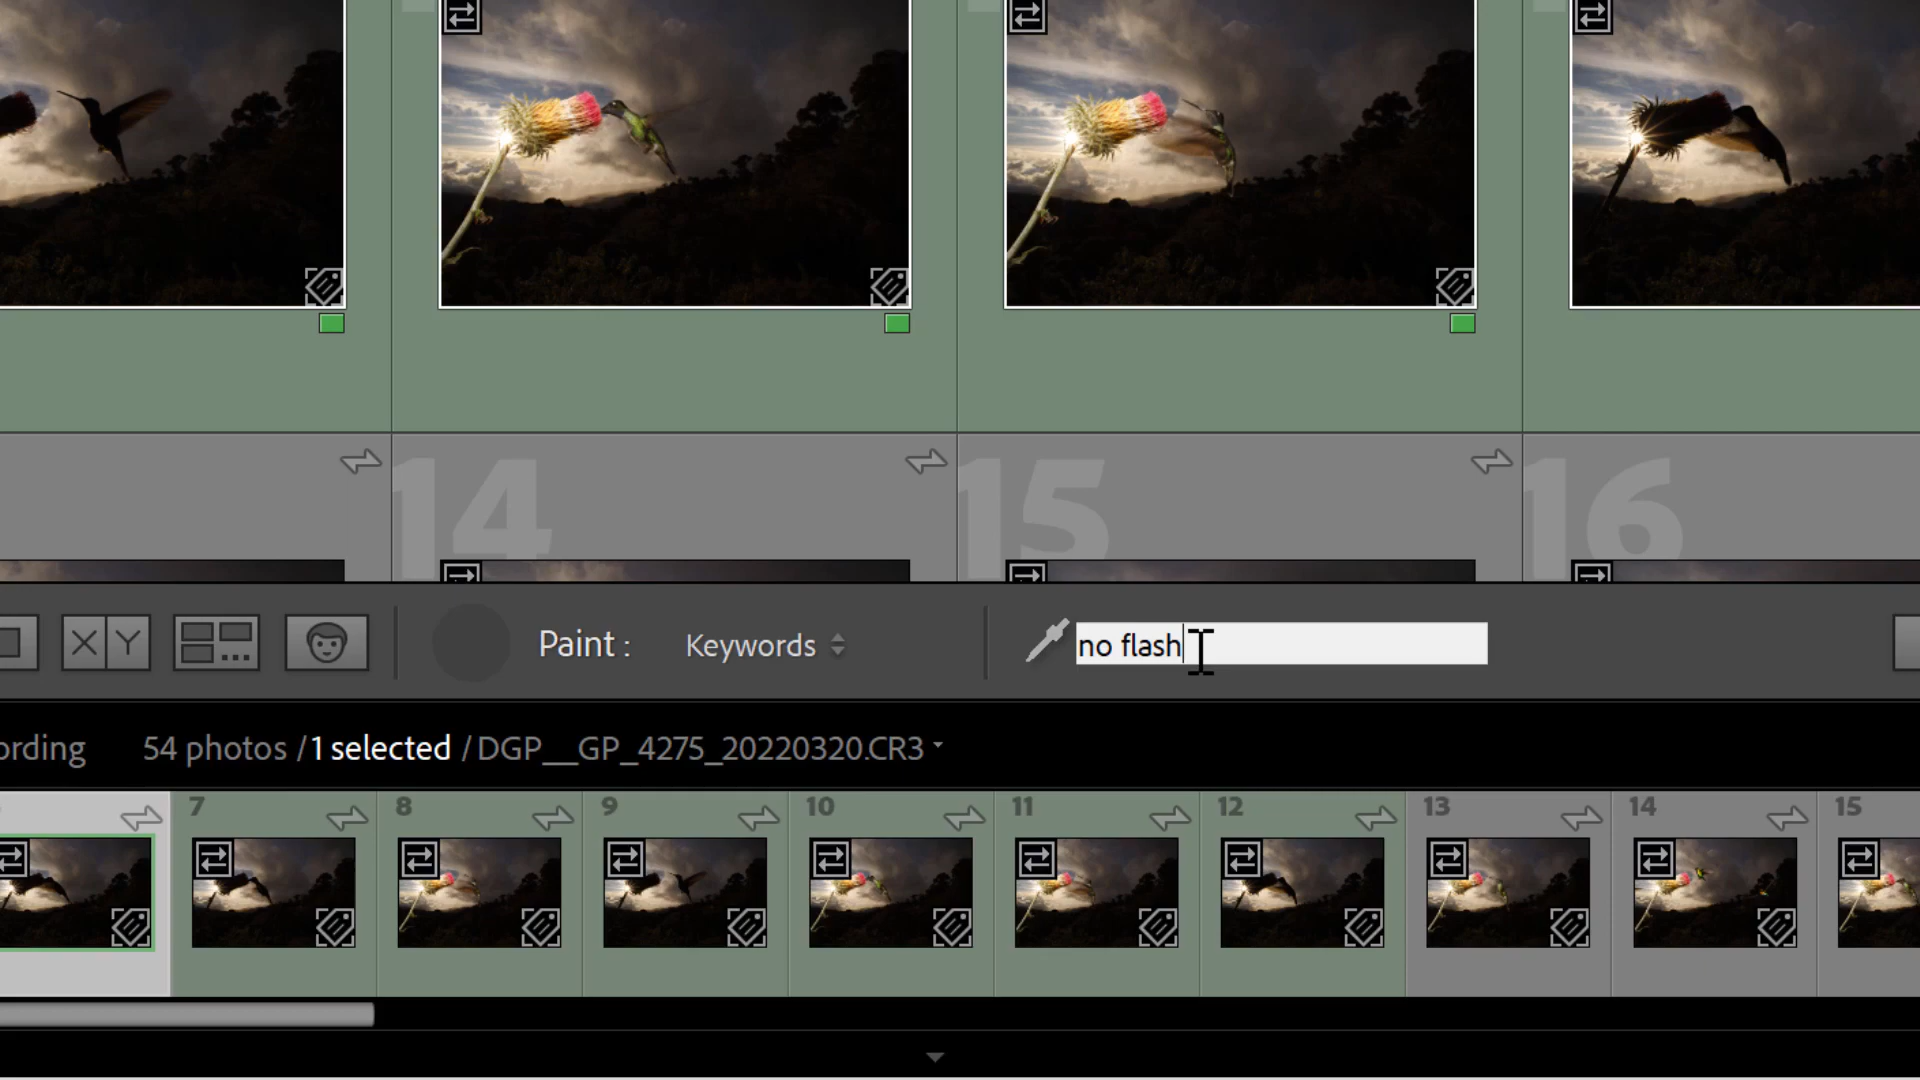 14
15
16
X Y
Paint :
Keywords
no flash
ording
54 photos / 1 selected / DGP__GP_4275_20220320.CR3
7
8
9
10
11
12
13
14
15